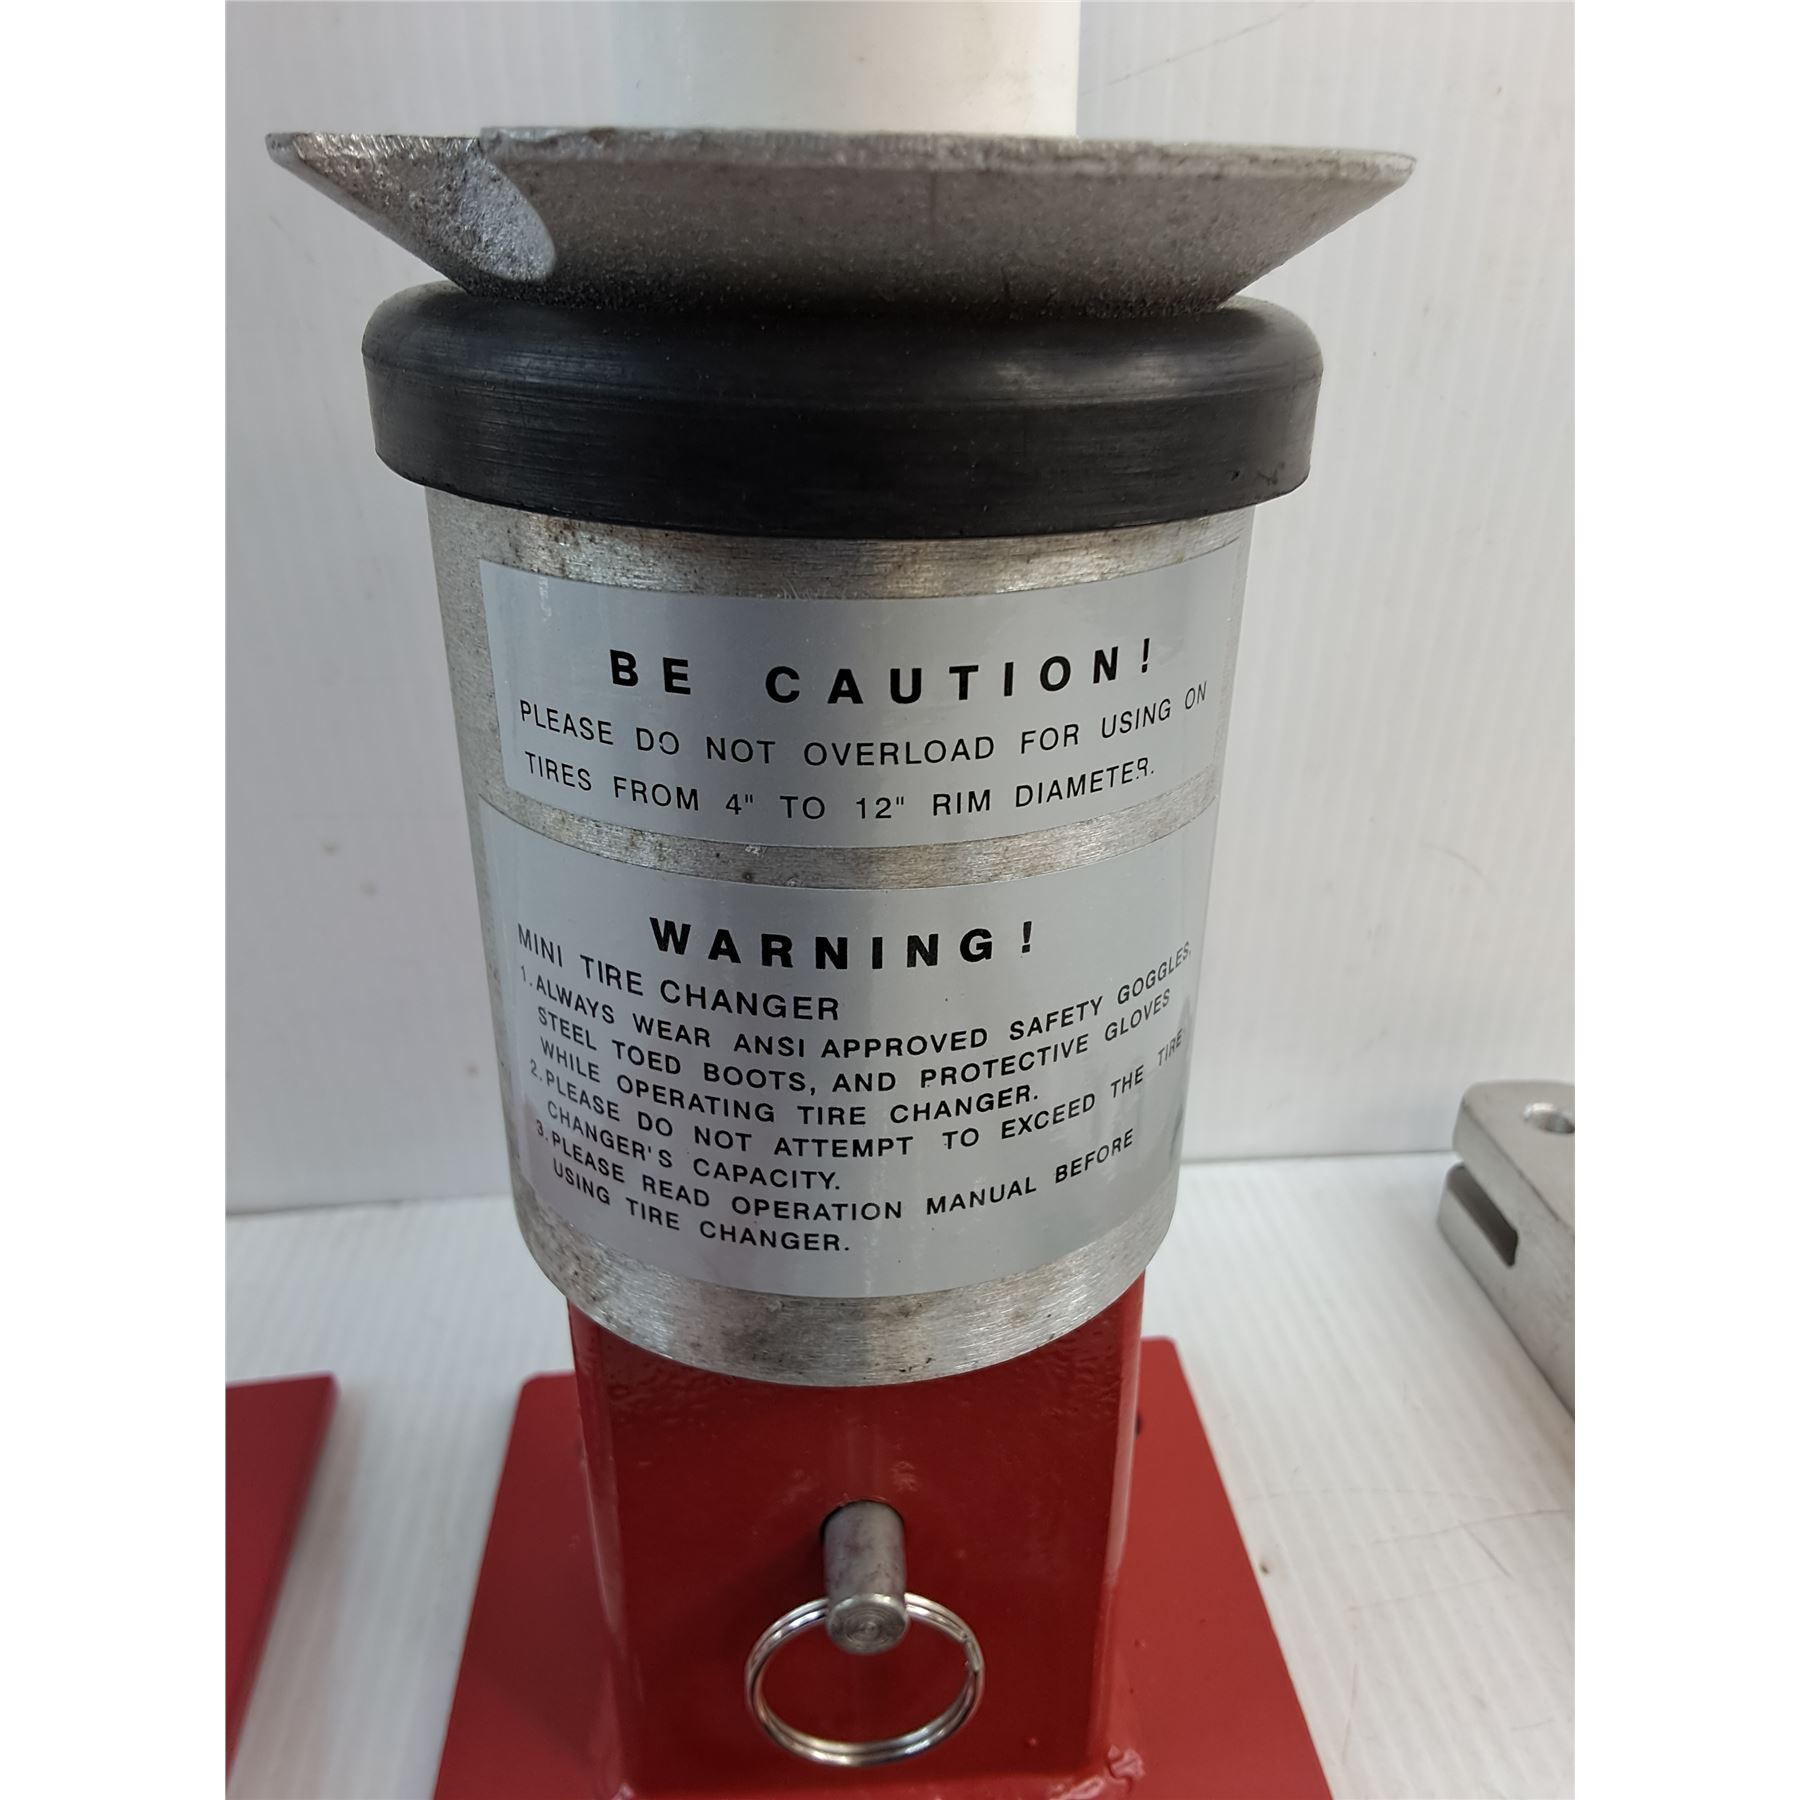 BE CAUTION!
PLEASE DO NOT OVERLOAD FOR USING ON
TIRES FROM 4" TO 12" RIM DIAMETER.
WARNING!
MINI TIRE CHANGER
1.ALWAYS WEAR ANSI APPROVED SAFETY GOGGLES,
STEEL TOED BOOTS, AND PROTECTIVE GLOVES
WHILE OPERATING TIRE CHANGER.
2.PLEASE DO NOT ATTEMPT TO EXCEED THE TIRE
CHANGER'S CAPACITY.
3.PLEASE READ OPERATION MANUAL BEFORE
USING TIRE CHANGER.